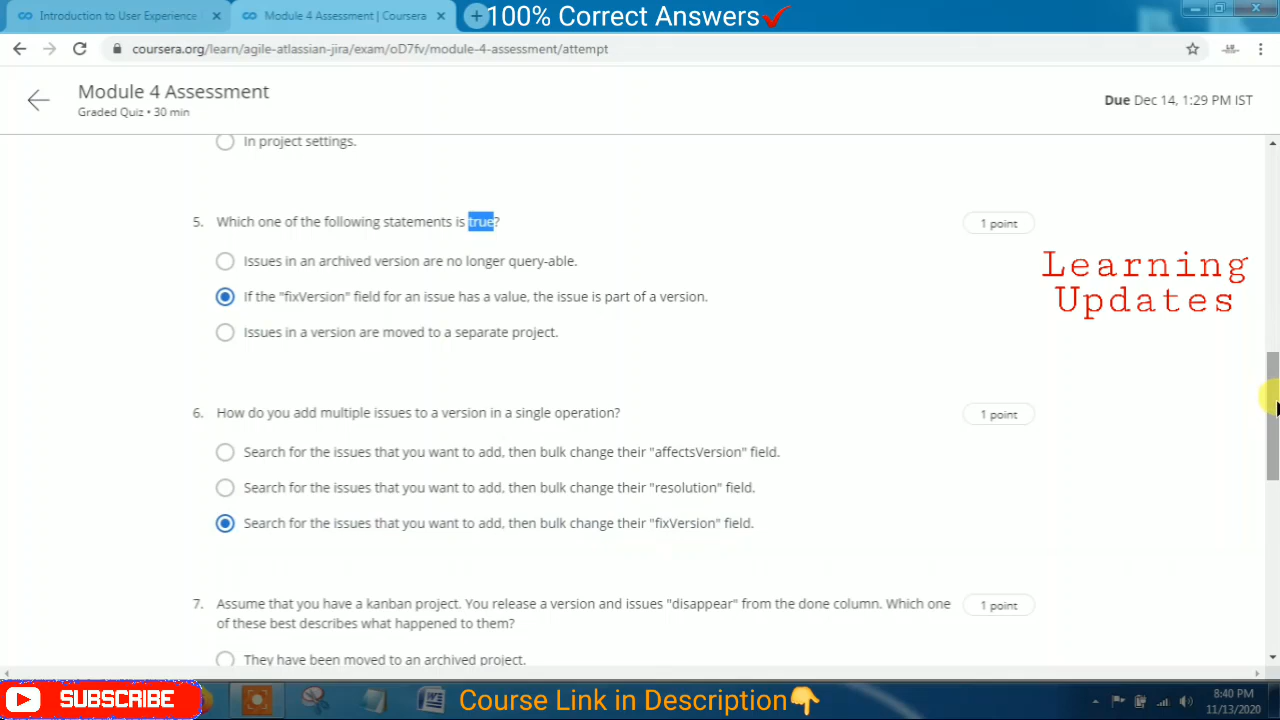 Introduction to User Experience
Module 4 Assessment | Coursera
100% Correct Answers
coursera.org/learn/agile-atlassian-jira/exam/oD7fv/module-4-assessment/attempt
Module 4 Assessment
Graded Quiz • 30 min
Due Dec 14, 1:29 PM IST
In project settings.
5. Which one of the following statements is true?
1 point
Issues in an archived version are no longer query-able.
If the "fixVersion" field for an issue has a value, the issue is part of a version.
Issues in a version are moved to a separate project.
Learning
Updates
6. How do you add multiple issues to a version in a single operation?
1 point
Search for the issues that you want to add, then bulk change their "affectsVersion" field.
Search for the issues that you want to add, then bulk change their "resolution" field.
Search for the issues that you want to add, then bulk change their "fixVersion" field.
7. Assume that you have a kanban project. You release a version and issues "disappear" from the done column. Which one
of these best describes what happened to them?
1 point
They have been moved to an archived project.
SUBSCRIBE
Course Link in Description
8:40 PM
11/13/2020